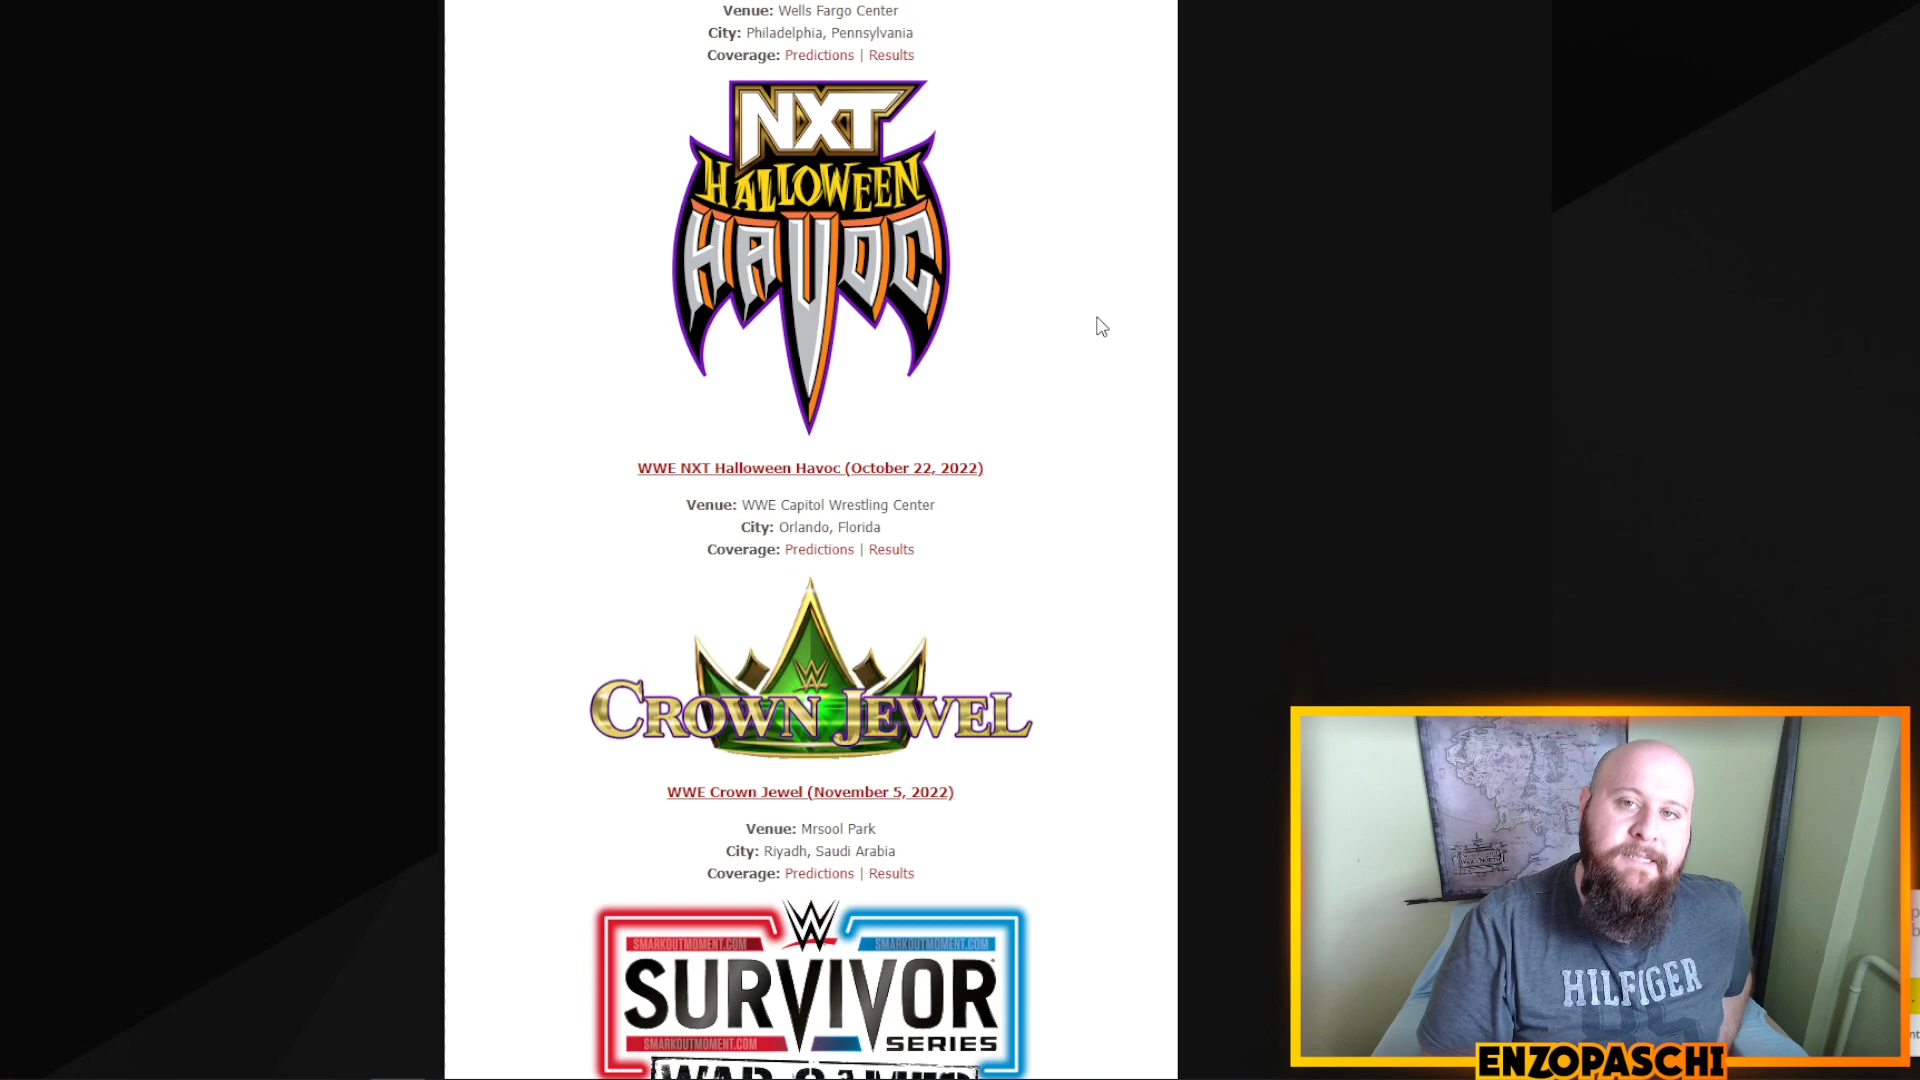 Venue: Wells Fargo Center
City: Philadelphia, Pennsylvania
Coverage: Predictions | Results
NXT
HALLOWEEN
HAVOC
WWE NXT Halloween Havoc (October 22, 2022)
Venue: WWE Capitol Wrestling Center
City: Orlando, Florida
Coverage: Predictions | Results
W
CROWN JEWEL
WWE Crown Jewel (November 5, 2022)
Venue: Mrsool Park
City: Riyadh, Saudi Arabia
Coverage: Predictions | Results
W
SMARKOUTMOMENT.COM SMARKOUTMOMENT.COM
SURVIVOR
SMARKOUTMOMENT.COM SERIES
WAR GAMES
HILFIGER
ENZOPASCHI